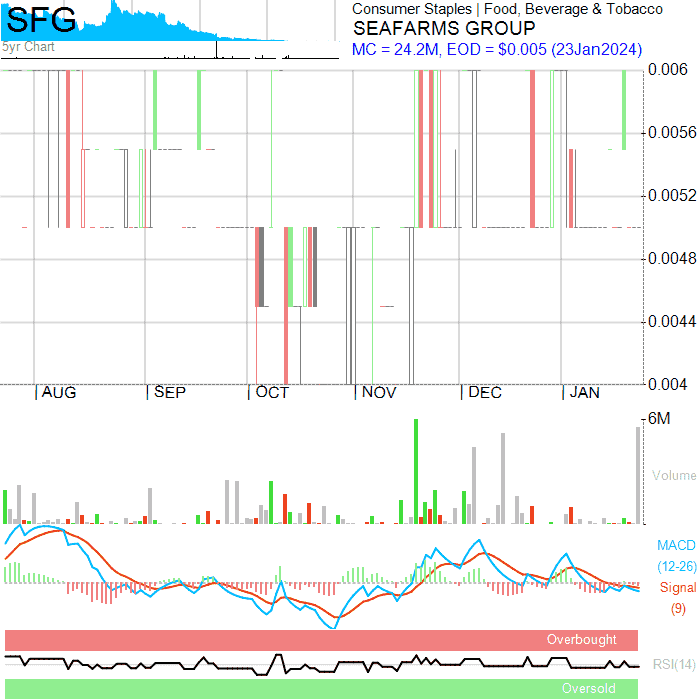 SFG
5yr Chart
Consumer Staples | Food, Beverage & Tobacco
SEAFARMS GROUP
MC = 24.2M, EOD = $0.005 (23Jan2024)
0.006
0.0056
0.0052
0.005
0.0048
0.0044
0.004
AUG
SEP
OCT
NOV
DEC
JAN
6M
Volume
MACD
(12-26)
Signal
(9)
Overbought
RSI(14)
Oversold